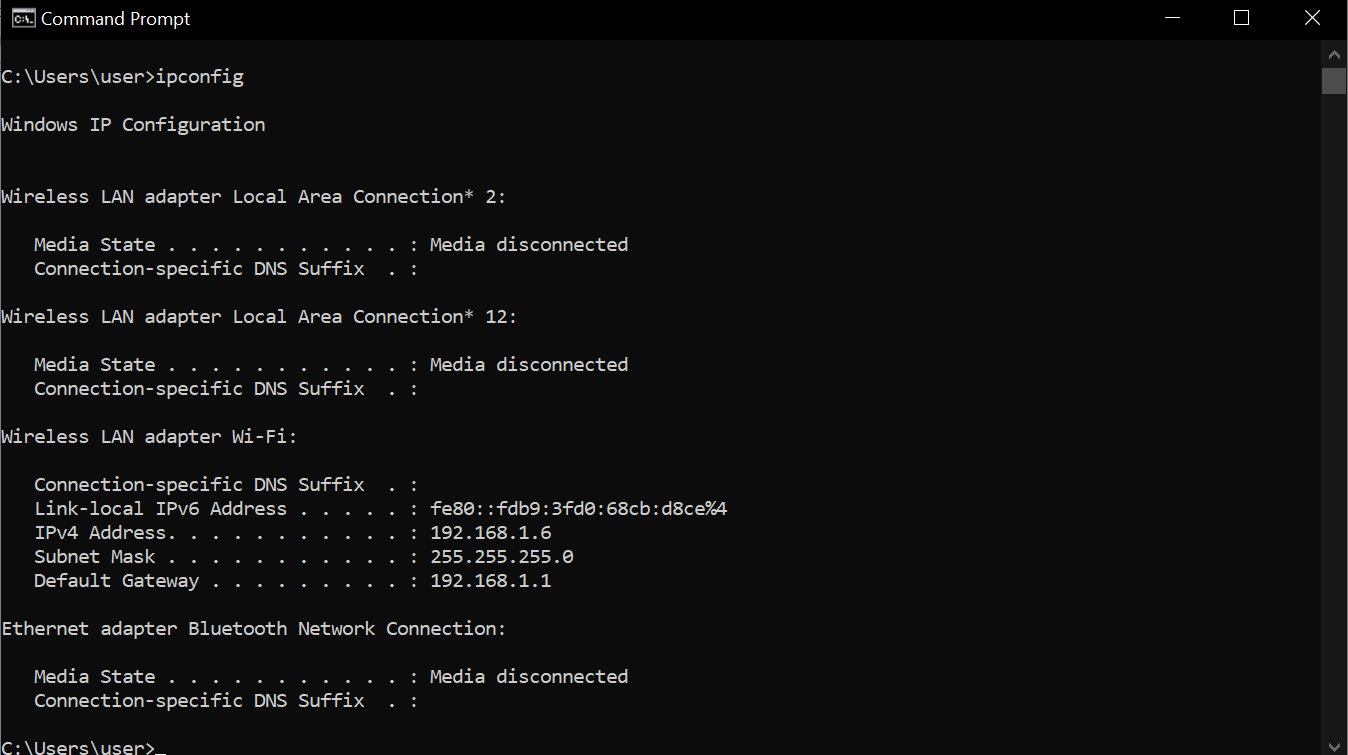 Command Prompt
C:\Users\user>ipconfig
Windows IP Configuration
Wireless LAN adapter Local Area Connection* 2:
   Media State . . . . . . . . . . . : Media disconnected
   Connection-specific DNS Suffix  . :
Wireless LAN adapter Local Area Connection* 12:
   Media State . . . . . . . . . . . : Media disconnected
   Connection-specific DNS Suffix  . :
Wireless LAN adapter Wi-Fi:
   Connection-specific DNS Suffix  . :
   Link-local IPv6 Address . . . . . : fe80::fdb9:3fd0:68cb:d8ce%4
   IPv4 Address. . . . . . . . . . . : 192.168.1.6
   Subnet Mask . . . . . . . . . . . : 255.255.255.0
   Default Gateway . . . . . . . . . : 192.168.1.1
Ethernet adapter Bluetooth Network Connection:
   Media State . . . . . . . . . . . : Media disconnected
   Connection-specific DNS Suffix  . :
C:\Users\user>_